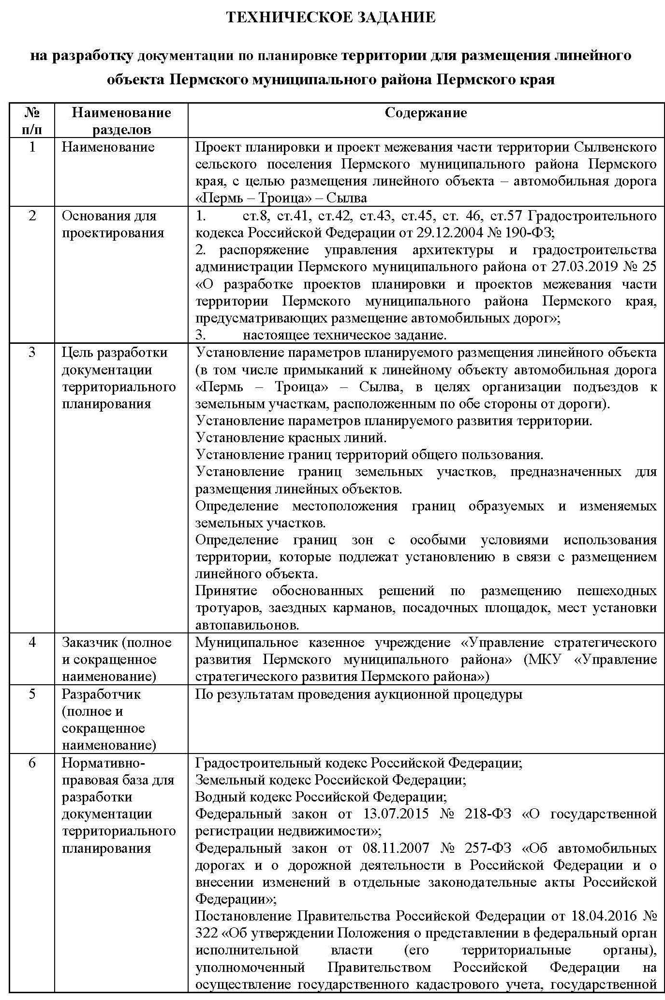 ТЕХНИЧЕСКОЕ ЗАДАНИЕ
на разработку документации по планировке территории для размещения линейного
объекта Пермского муниципального района Пермского края
№ п/п
Наименование разделов
Содержание
1
Наименование
Проект планировки и проект межевания части территории Сылвенского
сельского поселения Пермского муниципального района Пермского
края, с целью размещения линейного объекта – автомобильная дорога
«Пермь – Троица» – Сылва
2
Основания для
проектирования
1. ст.8, ст.41, ст.42, ст.43, ст.45, ст. 46, ст.57 Градостроительного
кодекса Российской Федерации от 29.12.2004 № 190-ФЗ;
2. распоряжение управления архитектуры и градостроительства
администрации Пермского муниципального района от 27.03.2019 № 25
«О разработке проектов планировки и проектов межевания части
территории Пермского муниципального района Пермского края,
предусматривающих размещение автомобильных дорог»;
3. настоящее техническое задание.
3
Цель разработки
документации
территориального
планирования
Установление параметров планируемого размещения линейного объекта
(в том числе примыканий к линейному объекту автомобильная дорога
«Пермь – Троица» – Сылва, в целях организации подъездов к
земельным участкам, расположенным по обе стороны от дороги).
Установление параметров планируемого развития территории.
Установление красных линий.
Установление границ территорий общего пользования.
Установление границ земельных участков, предназначенных для
размещения линейных объектов.
Определение местоположения границ образуемых и изменяемых
земельных участков.
Определение границ зон с особыми условиями использования
территории, которые подлежат установлению в связи с размещением
линейного объекта.
Принятие обоснованных решений по размещению пешеходных
тротуаров, заездных карманов, посадочных площадок, мест установки
автопавильонов.
4
Заказчик (полное
и сокращенное
наименование)
Муниципальное казенное учреждение «Управление стратегического
развития Пермского муниципального района» (МКУ «Управление
стратегического развития Пермского района»)
5
Разработчик
(полное и
сокращенное
наименование)
По результатам проведения аукционной процедуры
6
Нормативно-
правовая база для
разработки
документации
территориального
планирования
Градостроительный кодекс Российской Федерации;
Земельный кодекс Российской Федерации;
Водный кодекс Российской Федерации;
Федеральный закон от 13.07.2015 № 218-ФЗ «О государственной
регистрации недвижимости»;
Федеральный закон от 08.11.2007 № 257-ФЗ «Об автомобильных
дорогах и о дорожной деятельности в Российской Федерации и о
внесении изменений в отдельные законодательные акты Российской
Федерации»;
Постановление Правительства Российской Федерации от 18.04.2016 №
322 «Об утверждении Положения о представлении в федеральный орган
исполнительной власти (его территориальные органы),
уполномоченный Правительством Российской Федерации на
осуществление государственного кадастрового учета, государственной